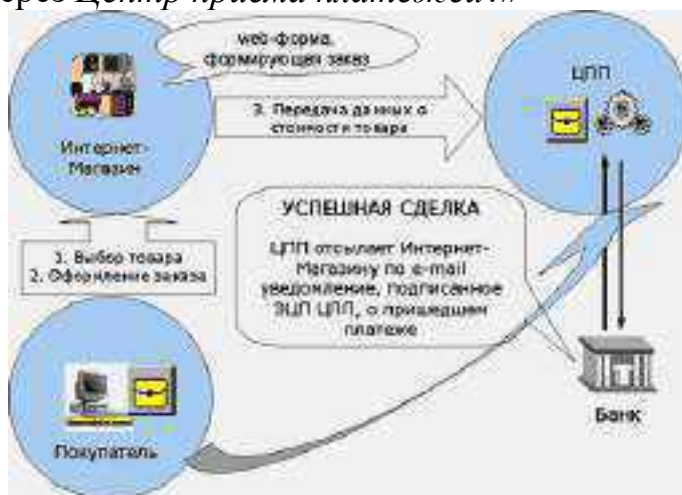 Центр приема платежей.»
web-форма,
формирующая заказ
ЦПП
3. Передача данных о
стоимости товара
Интернет-
Магазин
УСПЕШНАЯ СДЕЛКА
1. Выбор товара
2. Оформление заказа
ЦПП отсылает Интернет-
Магазину по e-mail
уведомление, подписанное
ЭЦП ЦПП, о пришедшем
платеже
Банк
Покупатель